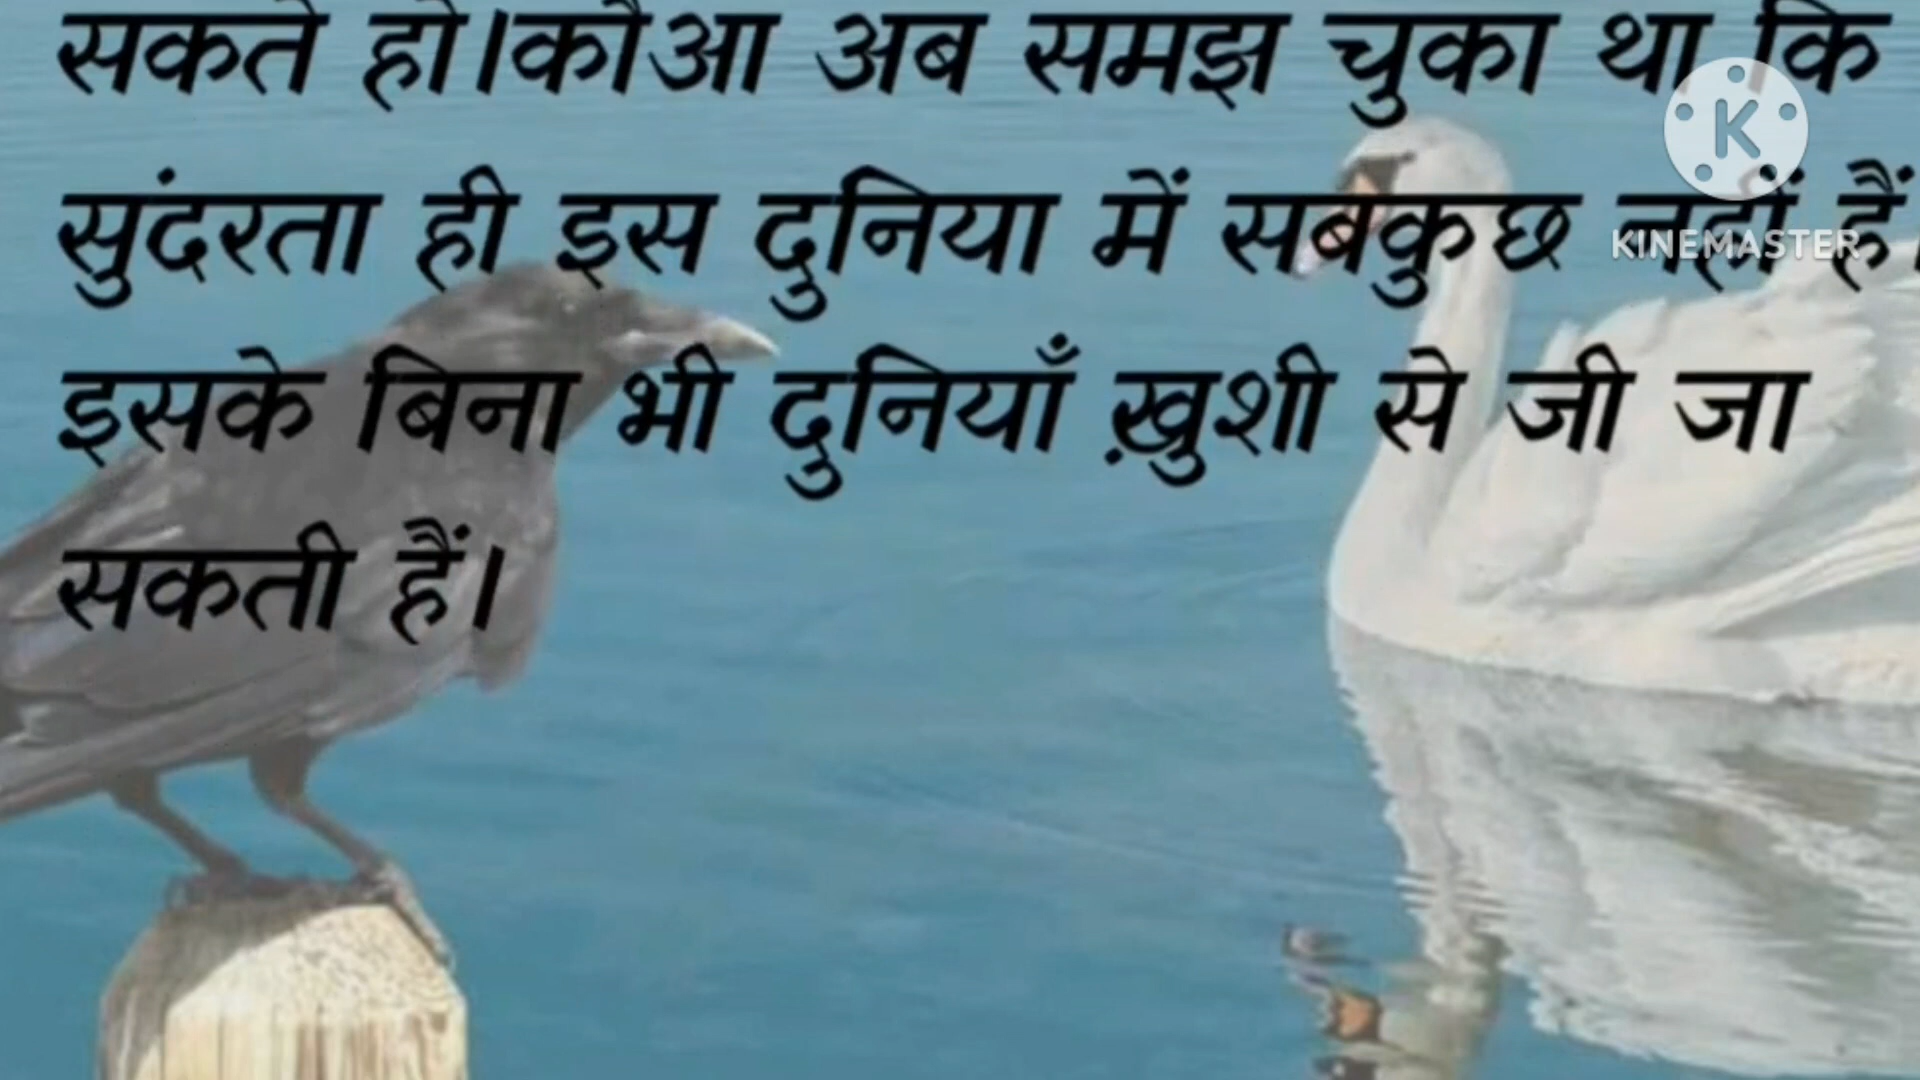 सकते हो।कौआ अब समझ चुका था कि
सुंदरता ही इस दुनिया में सबकुछ नहीं हैं।
इसके बिना भी दुनियाँ ख़ुशी से जी जा
सकती हैं।
K
KINEMASTER